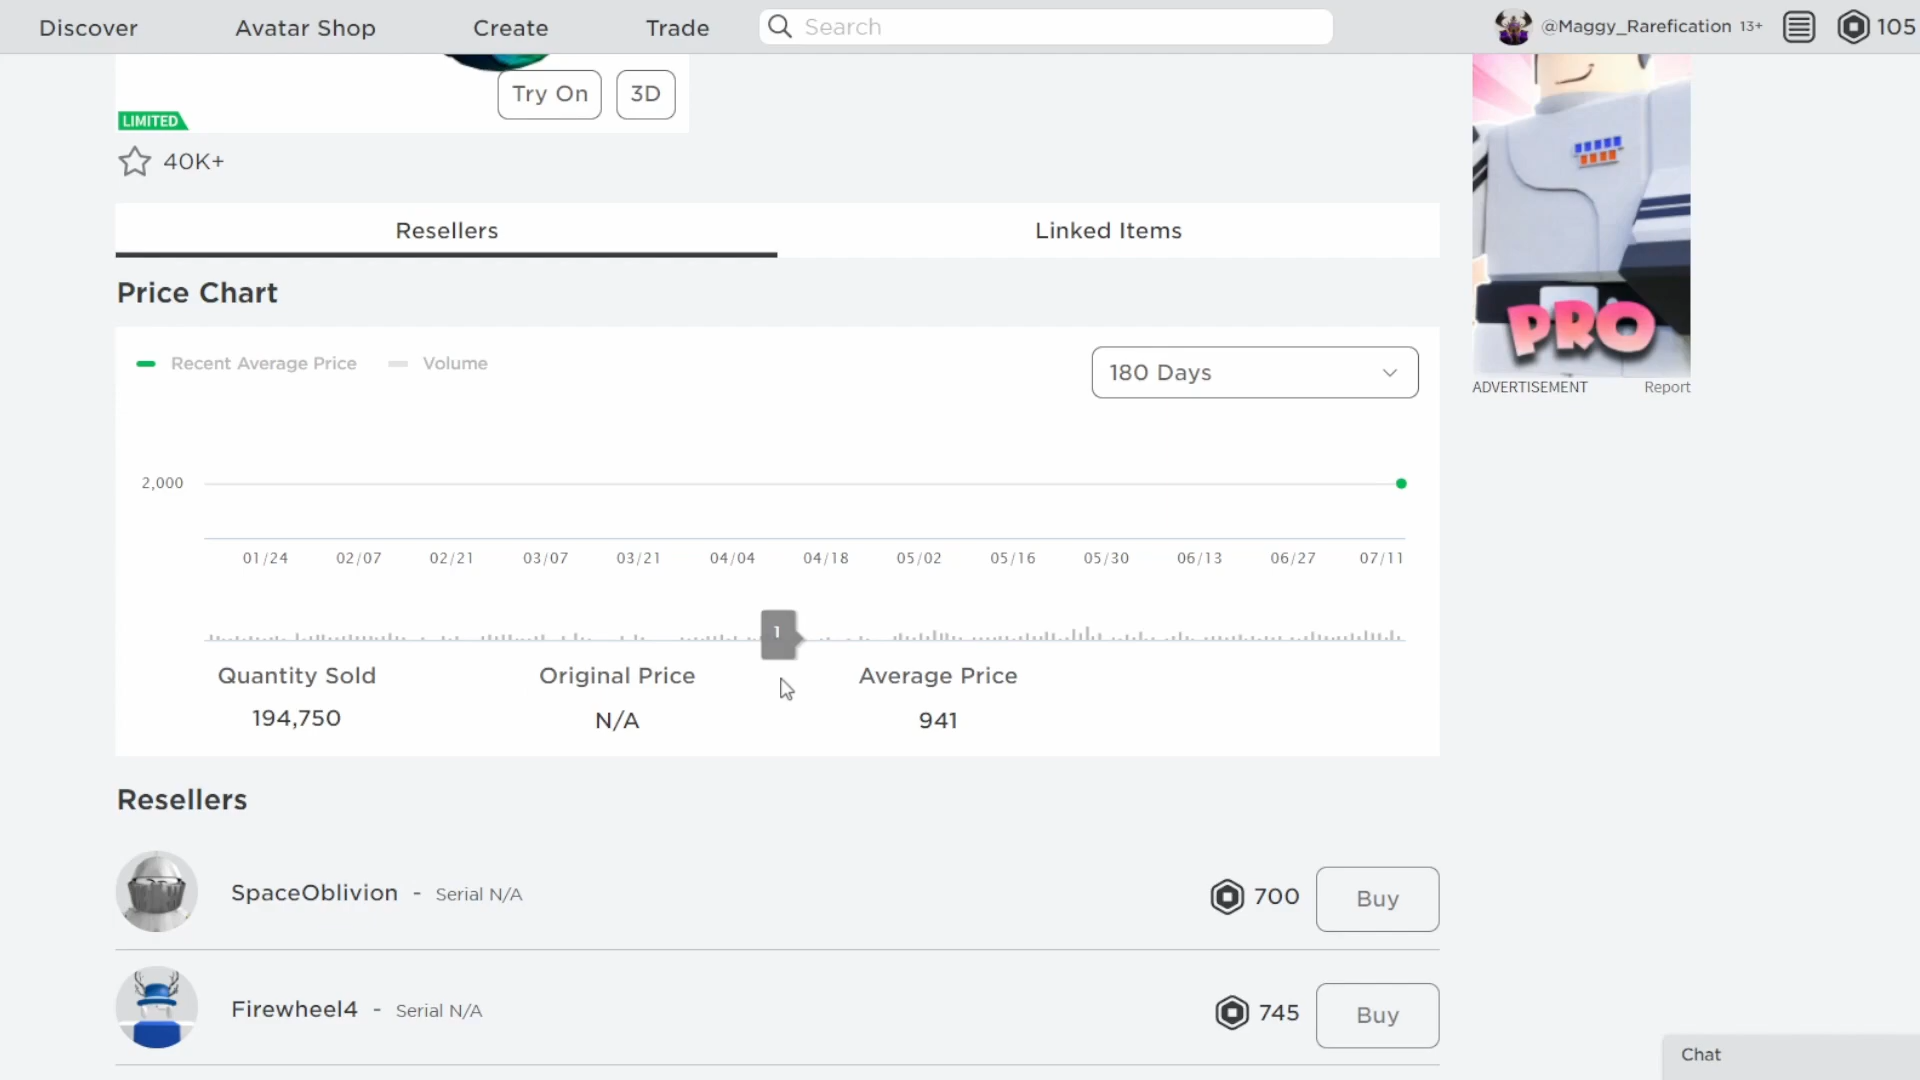 Discover Avatar Shop Create Trade Search @Maggy_Rarefication 13+ 105
Try On 3D
LIMITED
40K+
Resellers Linked Items
Price Chart
Recent Average Price Volume 180 Days
PRO
ADVERTISEMENT Report
2,000
01/24 02/07 02/21 03/07 03/21 04/04 04/18 05/02 05/16 05/30 06/13 06/27 07/11
1
Quantity Sold Original Price Average Price
194,750 N/A 941
Resellers
SpaceOblivion - Serial N/A 700 Buy
Firewheel4 - Serial N/A 745 Buy
Chat